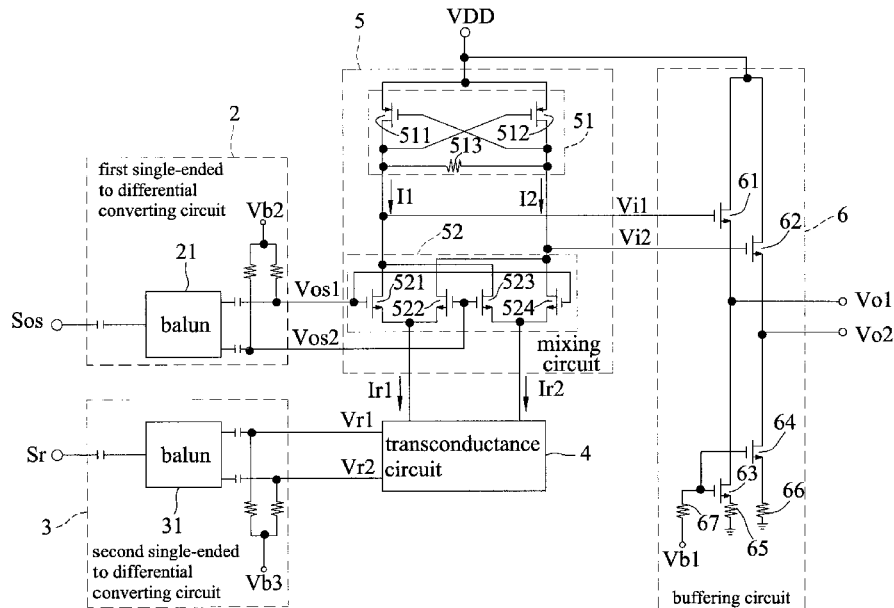 VDD
5
2
first single-ended
to differential
converting circuit
Vb2
21
balun
Sos
Vos1
Vos2
511
512
513
51
I1
I2
Vi1
Vi2
52
521
522
523
524
mixing
circuit
Ir1
Ir2
61
62
6
Vo1
Vo2
Sr
balun
31
3
Vr1
Vr2
second single-ended
to differential
converting circuit
Vb3
transconductance
circuit
4
64
63
66
67
65
Vb1
buffering circuit